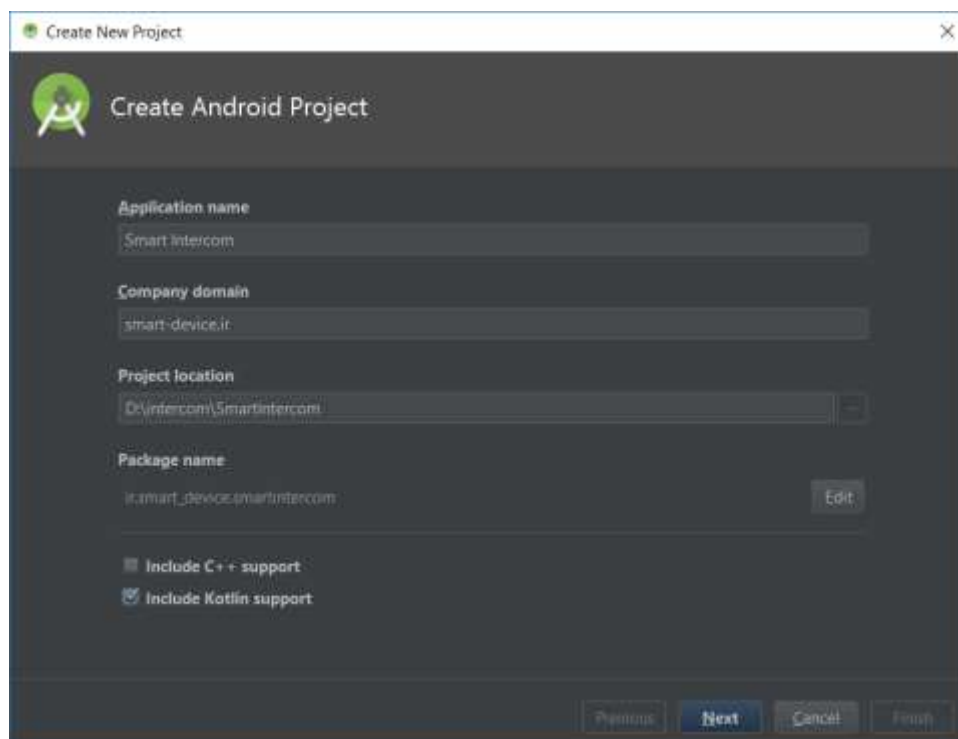 Create New Project
Create Android Project
Application name
Smart Intercom
Company domain
smart-device.ir
Project location
D:\intercom\SmartIntercom
Package name
ir.smart_device.smartintercom
Edit
Include C++ support
Include Kotlin support
Previous
Next
Cancel
Finish